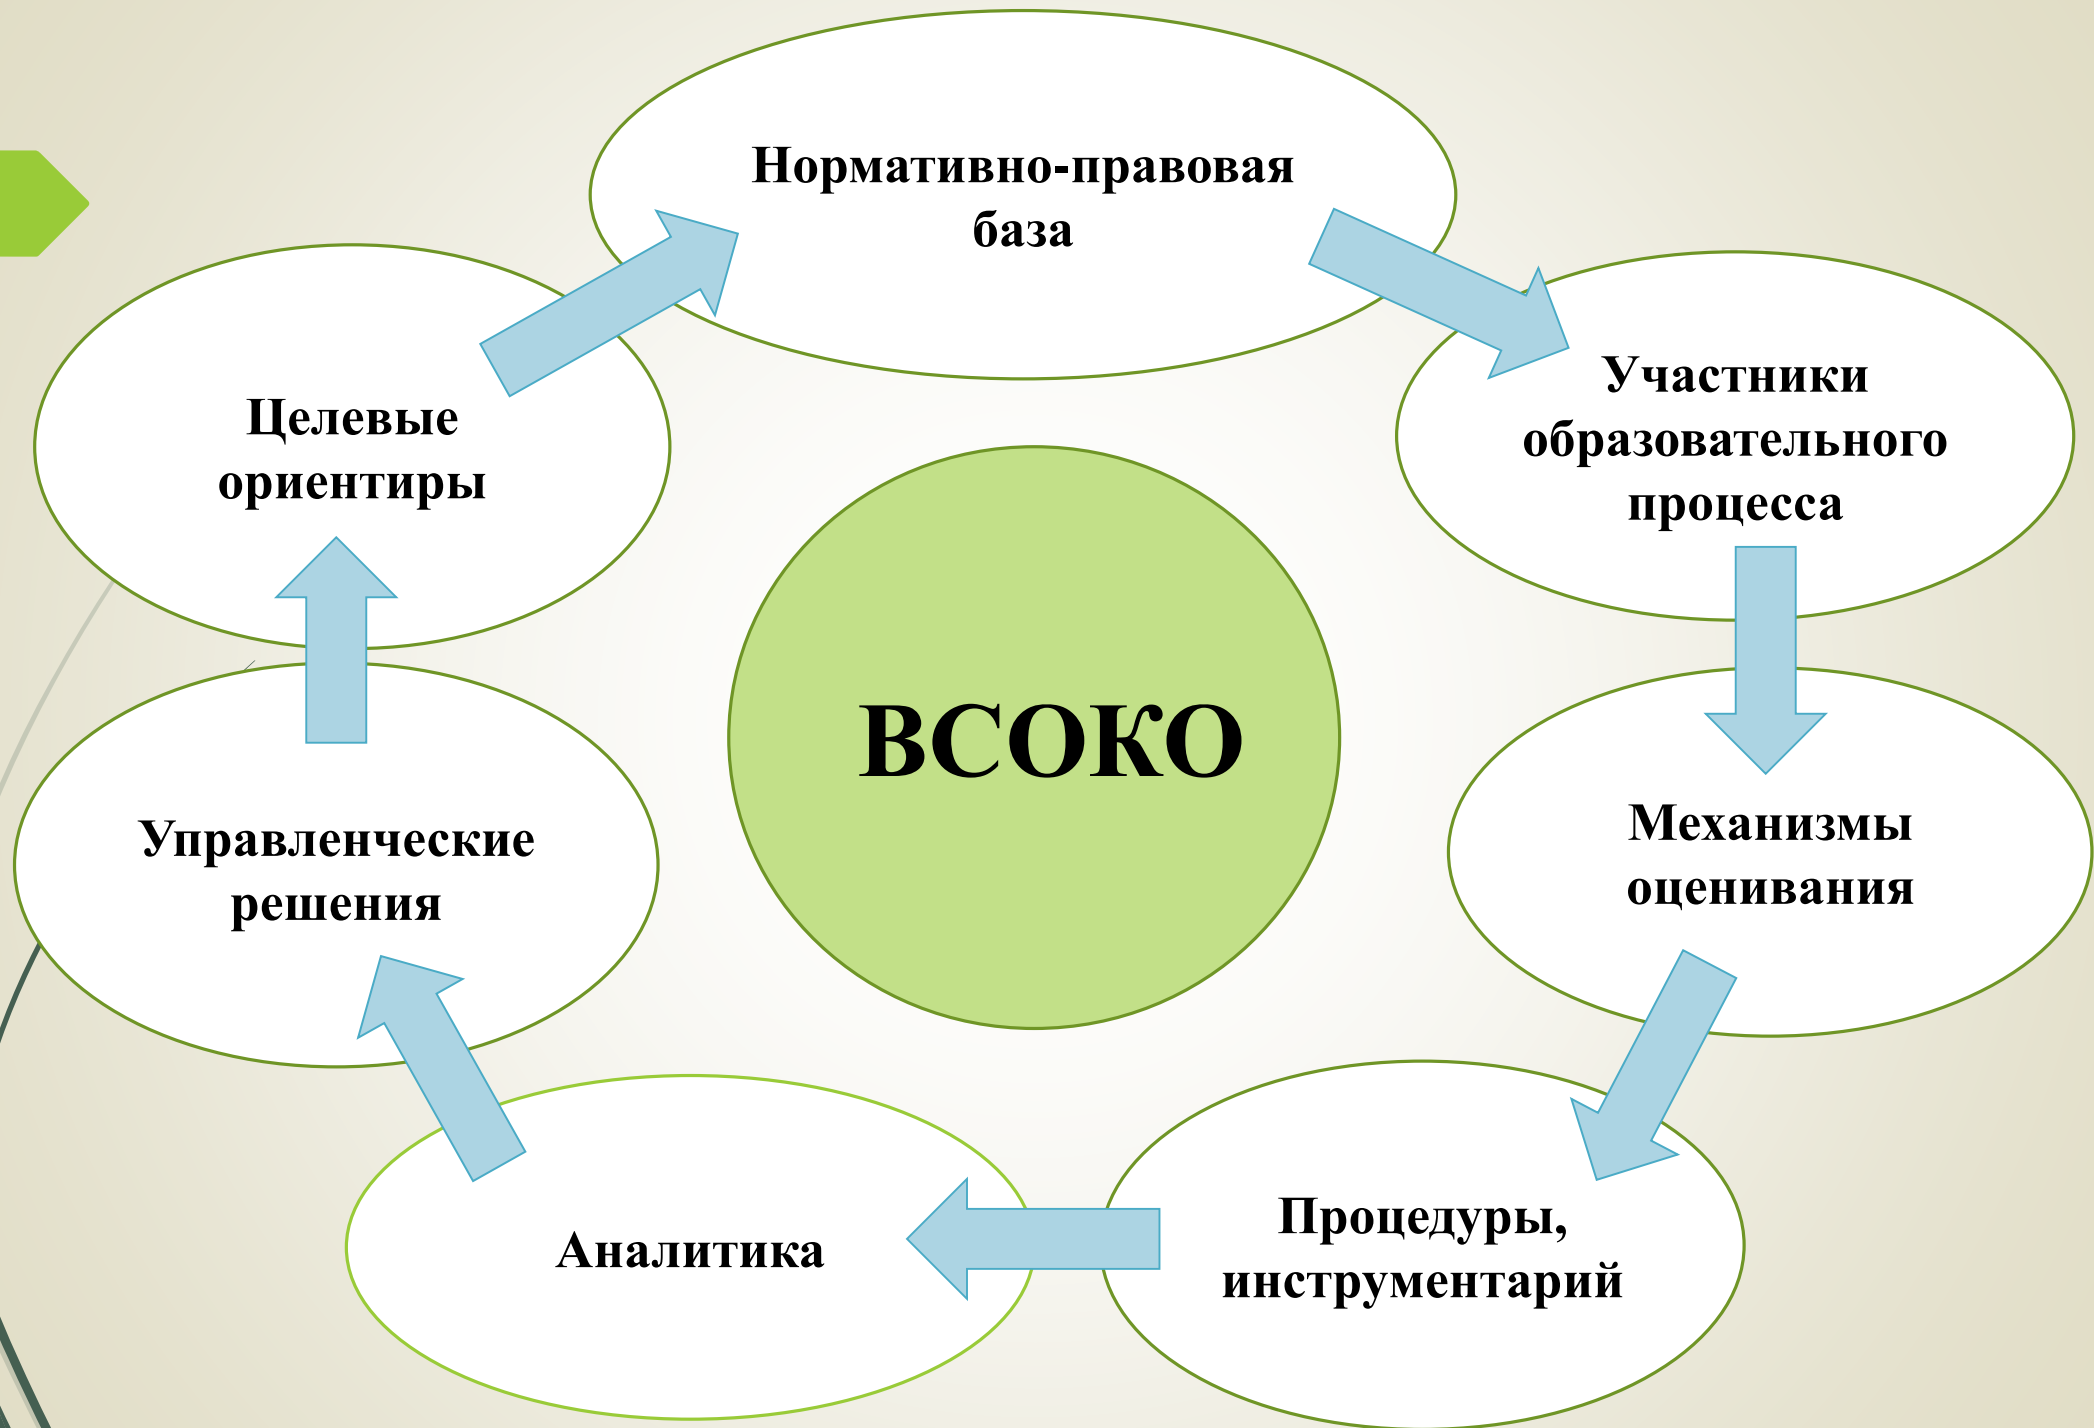 Нормативно-правовая
база
Участники
образовательного
процесса
Целевые
ориентиры
ВСОКО
Механизмы
оценивания
Управленческие
решения
Процедуры,
инструментарий
Аналитика